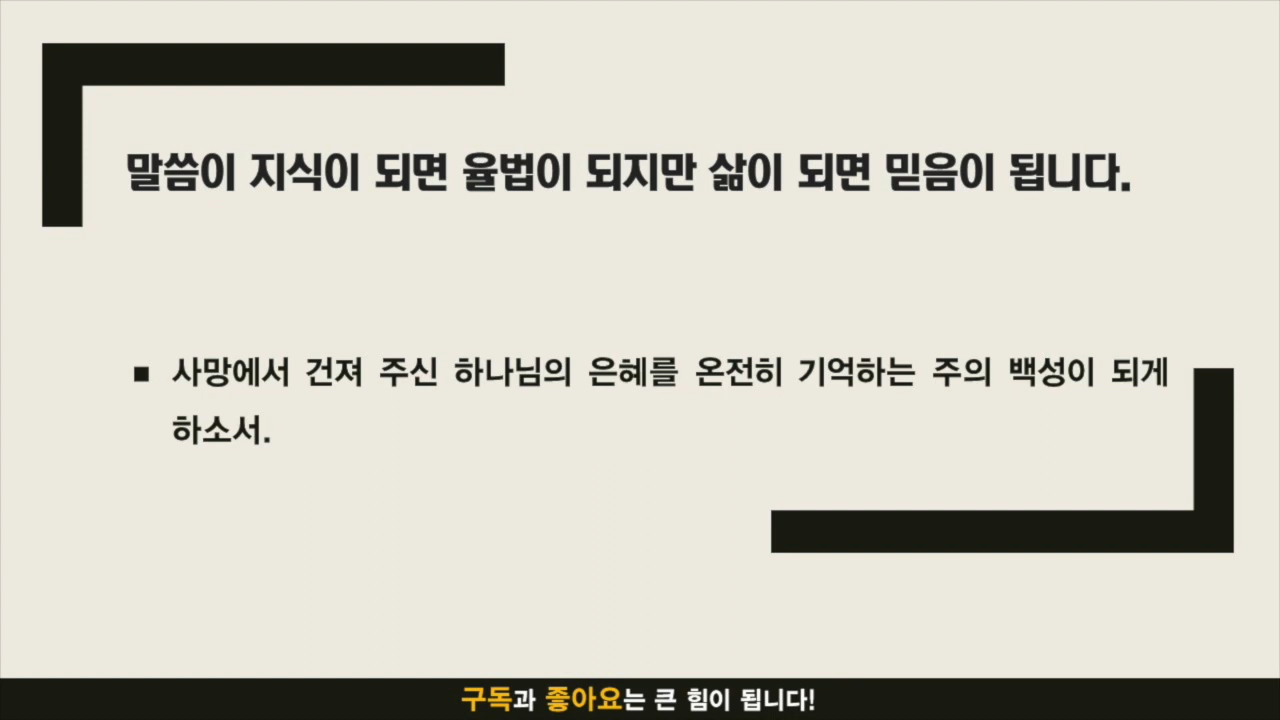 말씀이 지식이 되면 율법이 되지만 삶이 되면 믿음이 됩니다.
■ 사망에서 건져 주신 하나님의 은혜를 온전히 기억하는 주의 백성이 되게
하소서.
구독과 좋아요는 큰 힘이 됩니다!